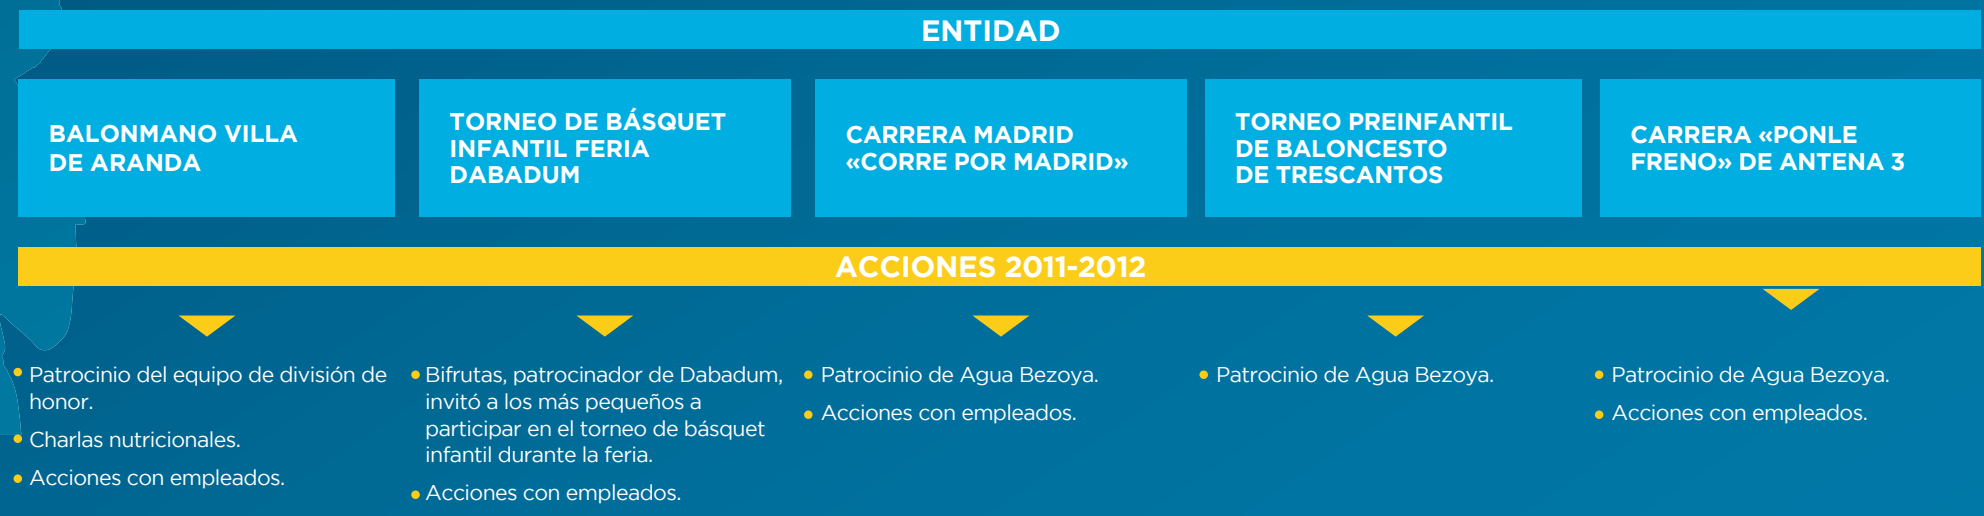 ENTIDAD
BALONMANO VILLA
DE ARANDA
TORNEO DE BÁSQUET
INFANTIL FERIA
DABADUM
CARRERA MADRID
«CORRE POR MADRID»
TORNEO PREINFANTIL
DE BALONCESTO
DE TRESCANTOS
CARRERA «PONLE
FRENO» DE ANTENA 3
ACCIONES 2011-2012
• Patrocinio del equipo de división de
honor.
• Charlas nutricionales.
• Acciones con empleados.
• Bifrutas, patrocinador de Dabadum,
invitó a los más pequeños a
participar en el torneo de básquet
infantil durante la feria.
• Acciones con empleados.
• Patrocinio de Agua Bezoya.
• Acciones con empleados.
• Patrocinio de Agua Bezoya.
• Patrocinio de Agua Bezoya.
• Acciones con empleados.